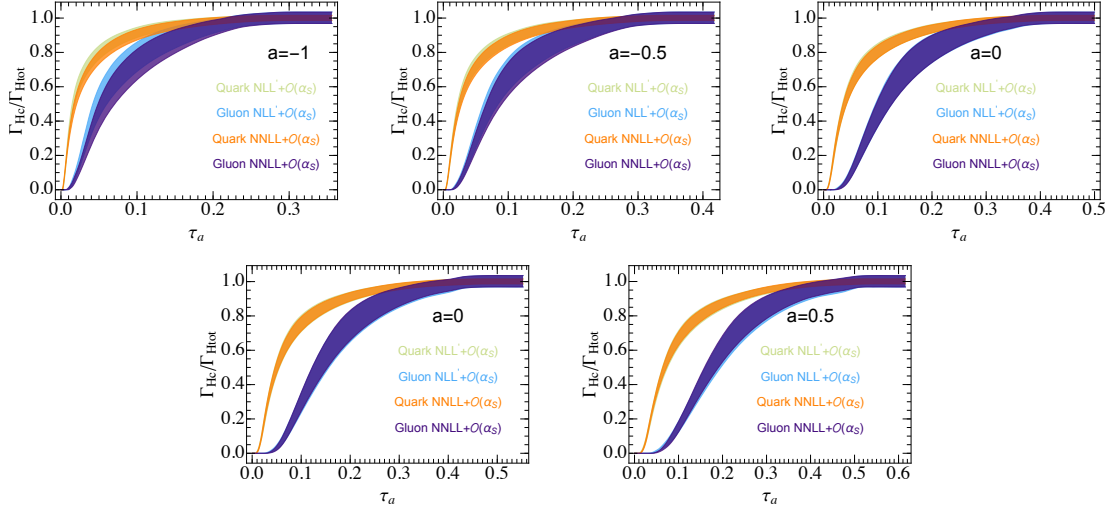 Γ_Hc/Γ_Htot
1.0
0.8
0.6
0.4
0.2
0.0
a=−1
Quark NLL'+O(α_S)
Gluon NLL'+O(α_S)
Quark NNLL+O(α_S)
Gluon NNLL+O(α_S)
0.0 0.1 0.2 0.3
τ_a
Γ_Hc/Γ_Htot
1.0
0.8
0.6
0.4
0.2
0.0
a=−0.5
Quark NLL'+O(α_S)
Gluon NLL'+O(α_S)
Quark NNLL+O(α_S)
Gluon NNLL+O(α_S)
0.0 0.1 0.2 0.3 0.4
τ_a
Γ_Hc/Γ_Htot
1.0
0.8
0.6
0.4
0.2
0.0
a=0
Quark NLL'+O(α_S)
Gluon NLL'+O(α_S)
Quark NNLL+O(α_S)
Gluon NNLL+O(α_S)
0.0 0.1 0.2 0.3 0.4 0.5
τ_a
Γ_Hc/Γ_Htot
1.0
0.8
0.6
0.4
0.2
0.0
a=0
Quark NLL'+O(α_S)
Gluon NLL'+O(α_S)
Quark NNLL+O(α_S)
Gluon NNLL+O(α_S)
0.0 0.1 0.2 0.3 0.4 0.5
τ_a
Γ_Hc/Γ_Htot
1.0
0.8
0.6
0.4
0.2
0.0
a=0.5
Quark NLL'+O(α_S)
Gluon NLL'+O(α_S)
Quark NNLL+O(α_S)
Gluon NNLL+O(α_S)
0.0 0.1 0.2 0.3 0.4 0.5 0.6
τ_a